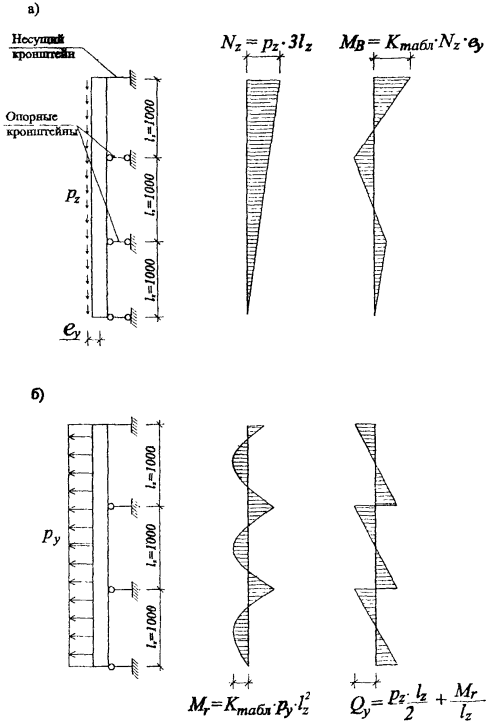 а)
Несущий
кронштейн
Опорные
кронштейны
p_z
e_y
l_z=1000
l_z=1000
l_z=1000
N_z = p_z · 3l_z
M_B = K_табл · N_z · e_y
б)
p_y
l_z=1000
l_z=1000
l_z=1000
M_r = K_табл · p_y · l_z^2
Q_y = p_z · l_z / 2 + M_r / l_z